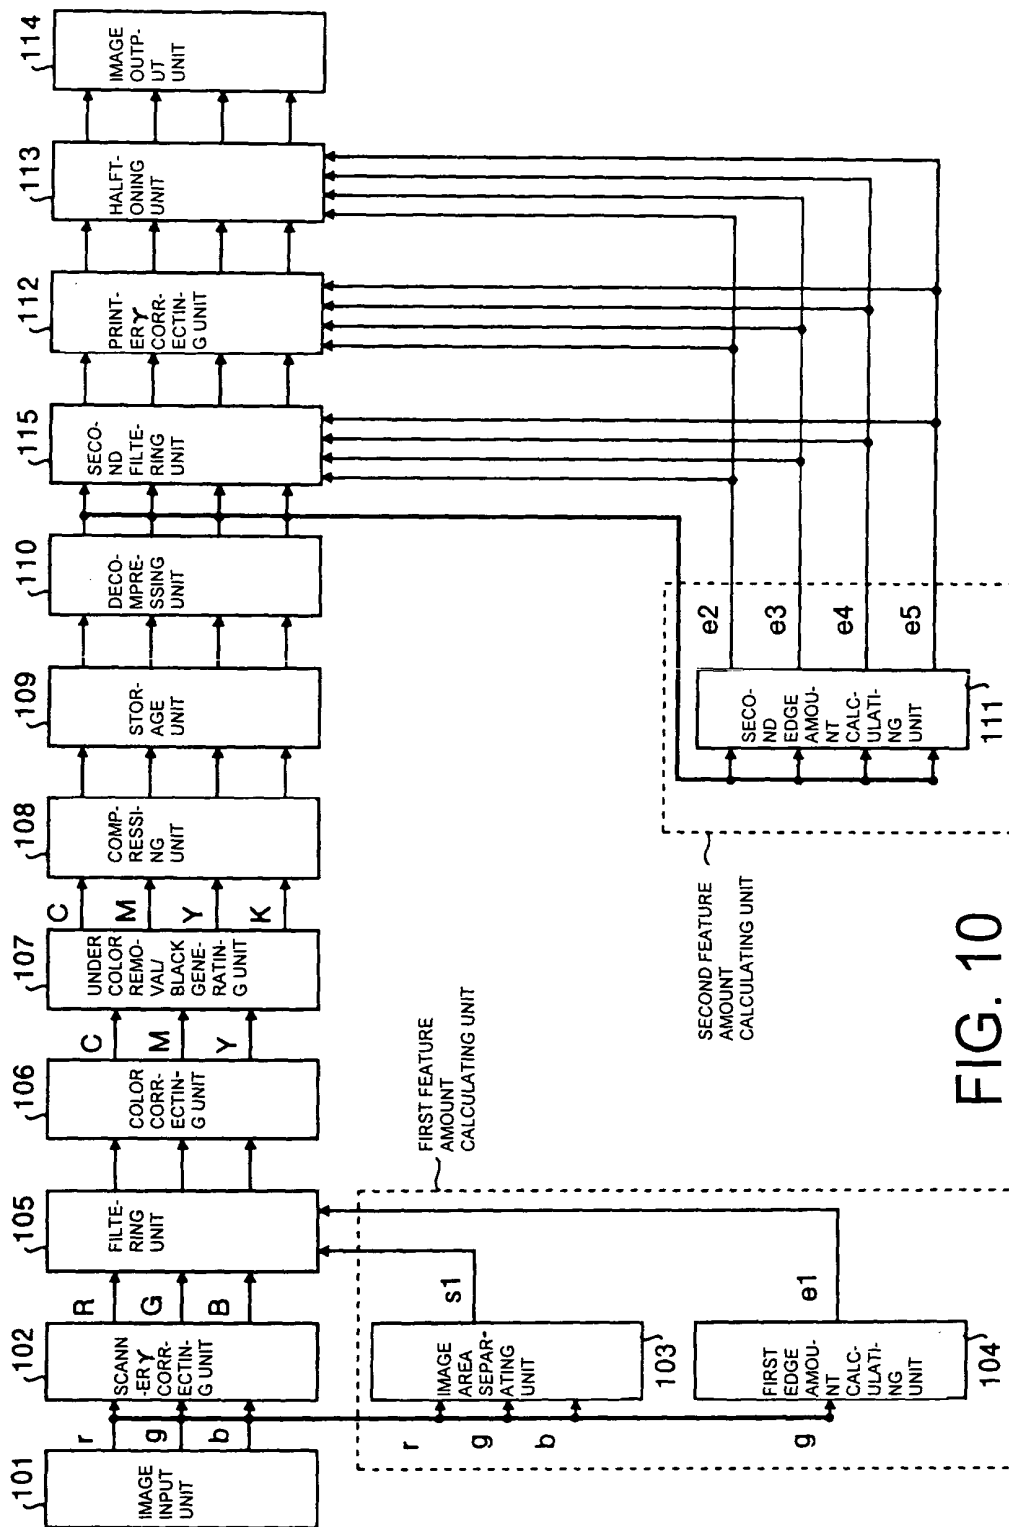 101
IMAGE
INPUT
UNIT
r
g
b
102
SCANN
-ERγ
CORR-
ECTIN-
G UNIT
R
G
B
105
FILTE-
RING
UNIT
106
COLOR
CORR-
ECTIN-
G UNIT
C
M
Y
107
UNDER
COLOR
REMO-
VAL/
BLACK
GENE-
RATIN-
G UNIT
C
M
Y
K
108
COMP-
RESSI-
NG
UNIT
109
STOR-
AGE
UNIT
110
DECO-
MPRE-
SSING
UNIT
115
SECO-
ND
FILTE-
RING
UNIT
112
PRINT-
ERγ
CORR-
ECTIN-
G UNIT
113
HALFT-
ONING
UNIT
114
IMAGE
OUTP-
UT
UNIT
FIRST FEATURE
AMOUNT
CALCULATING UNIT
r
g
b
IMAGE
AREA
SEPAR-
ATING
UNIT
103
s1
g
FIRST
EDGE
AMOU-
NT
CALC-
ULATI-
NG
UNIT
104
e1
SECOND FEATURE
AMOUNT
CALCULATING UNIT
SECO-
ND
EDGE
AMOU-
NT
CALC-
ULATI-
NG
UNIT
111
e2
e3
e4
e5
FIG. 10